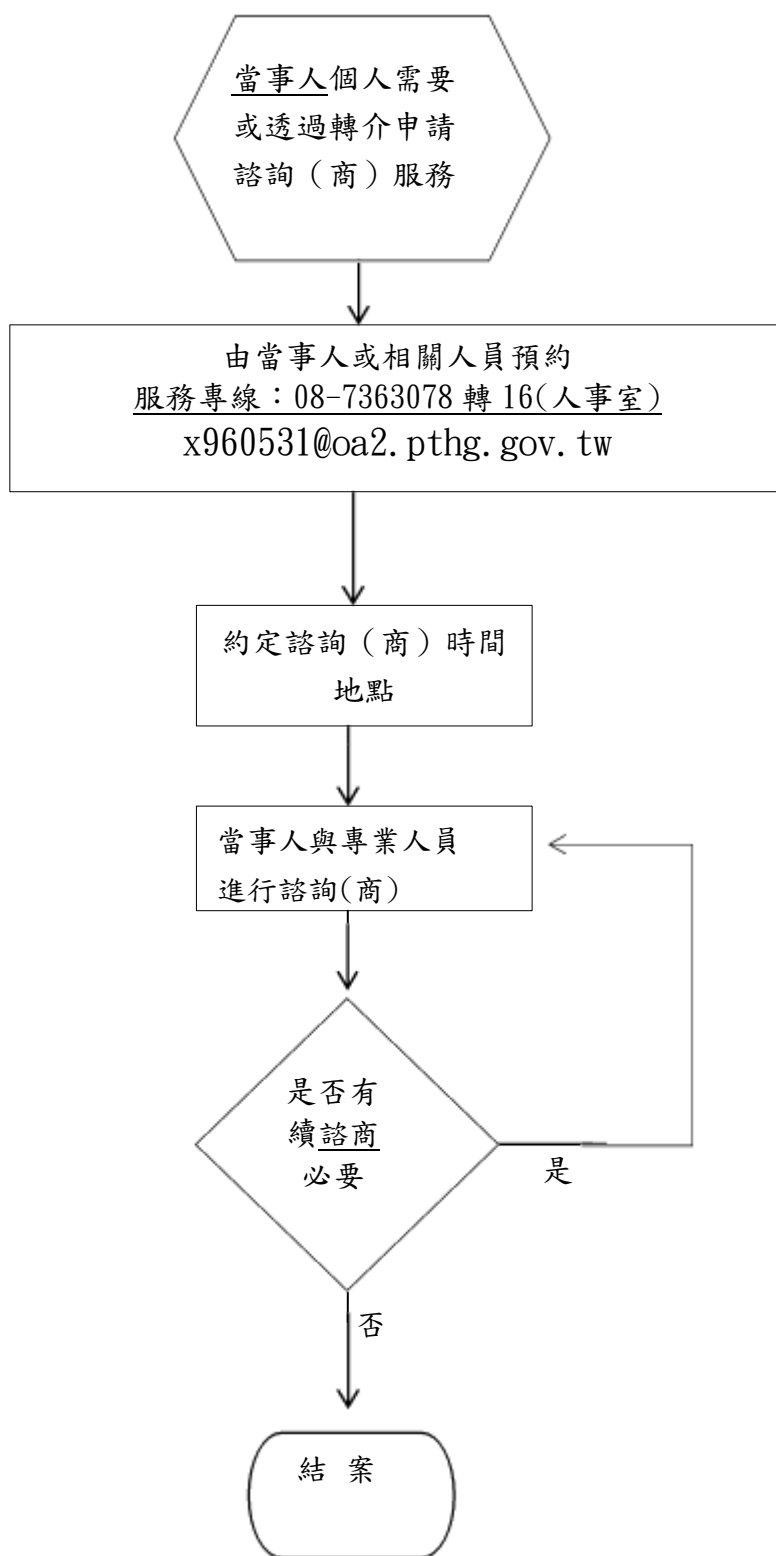 當事人個人需要
或透過轉介申請
諮詢（商）服務
由當事人或相關人員預約
服務專線：08-7363078 轉 16(人事室)
x960531@oa2.pthg.gov.tw
約定諮詢（商）時間
地點
當事人與專業人員
進行諮詢(商)
是否有
續諮商
必要
是
否
結 案